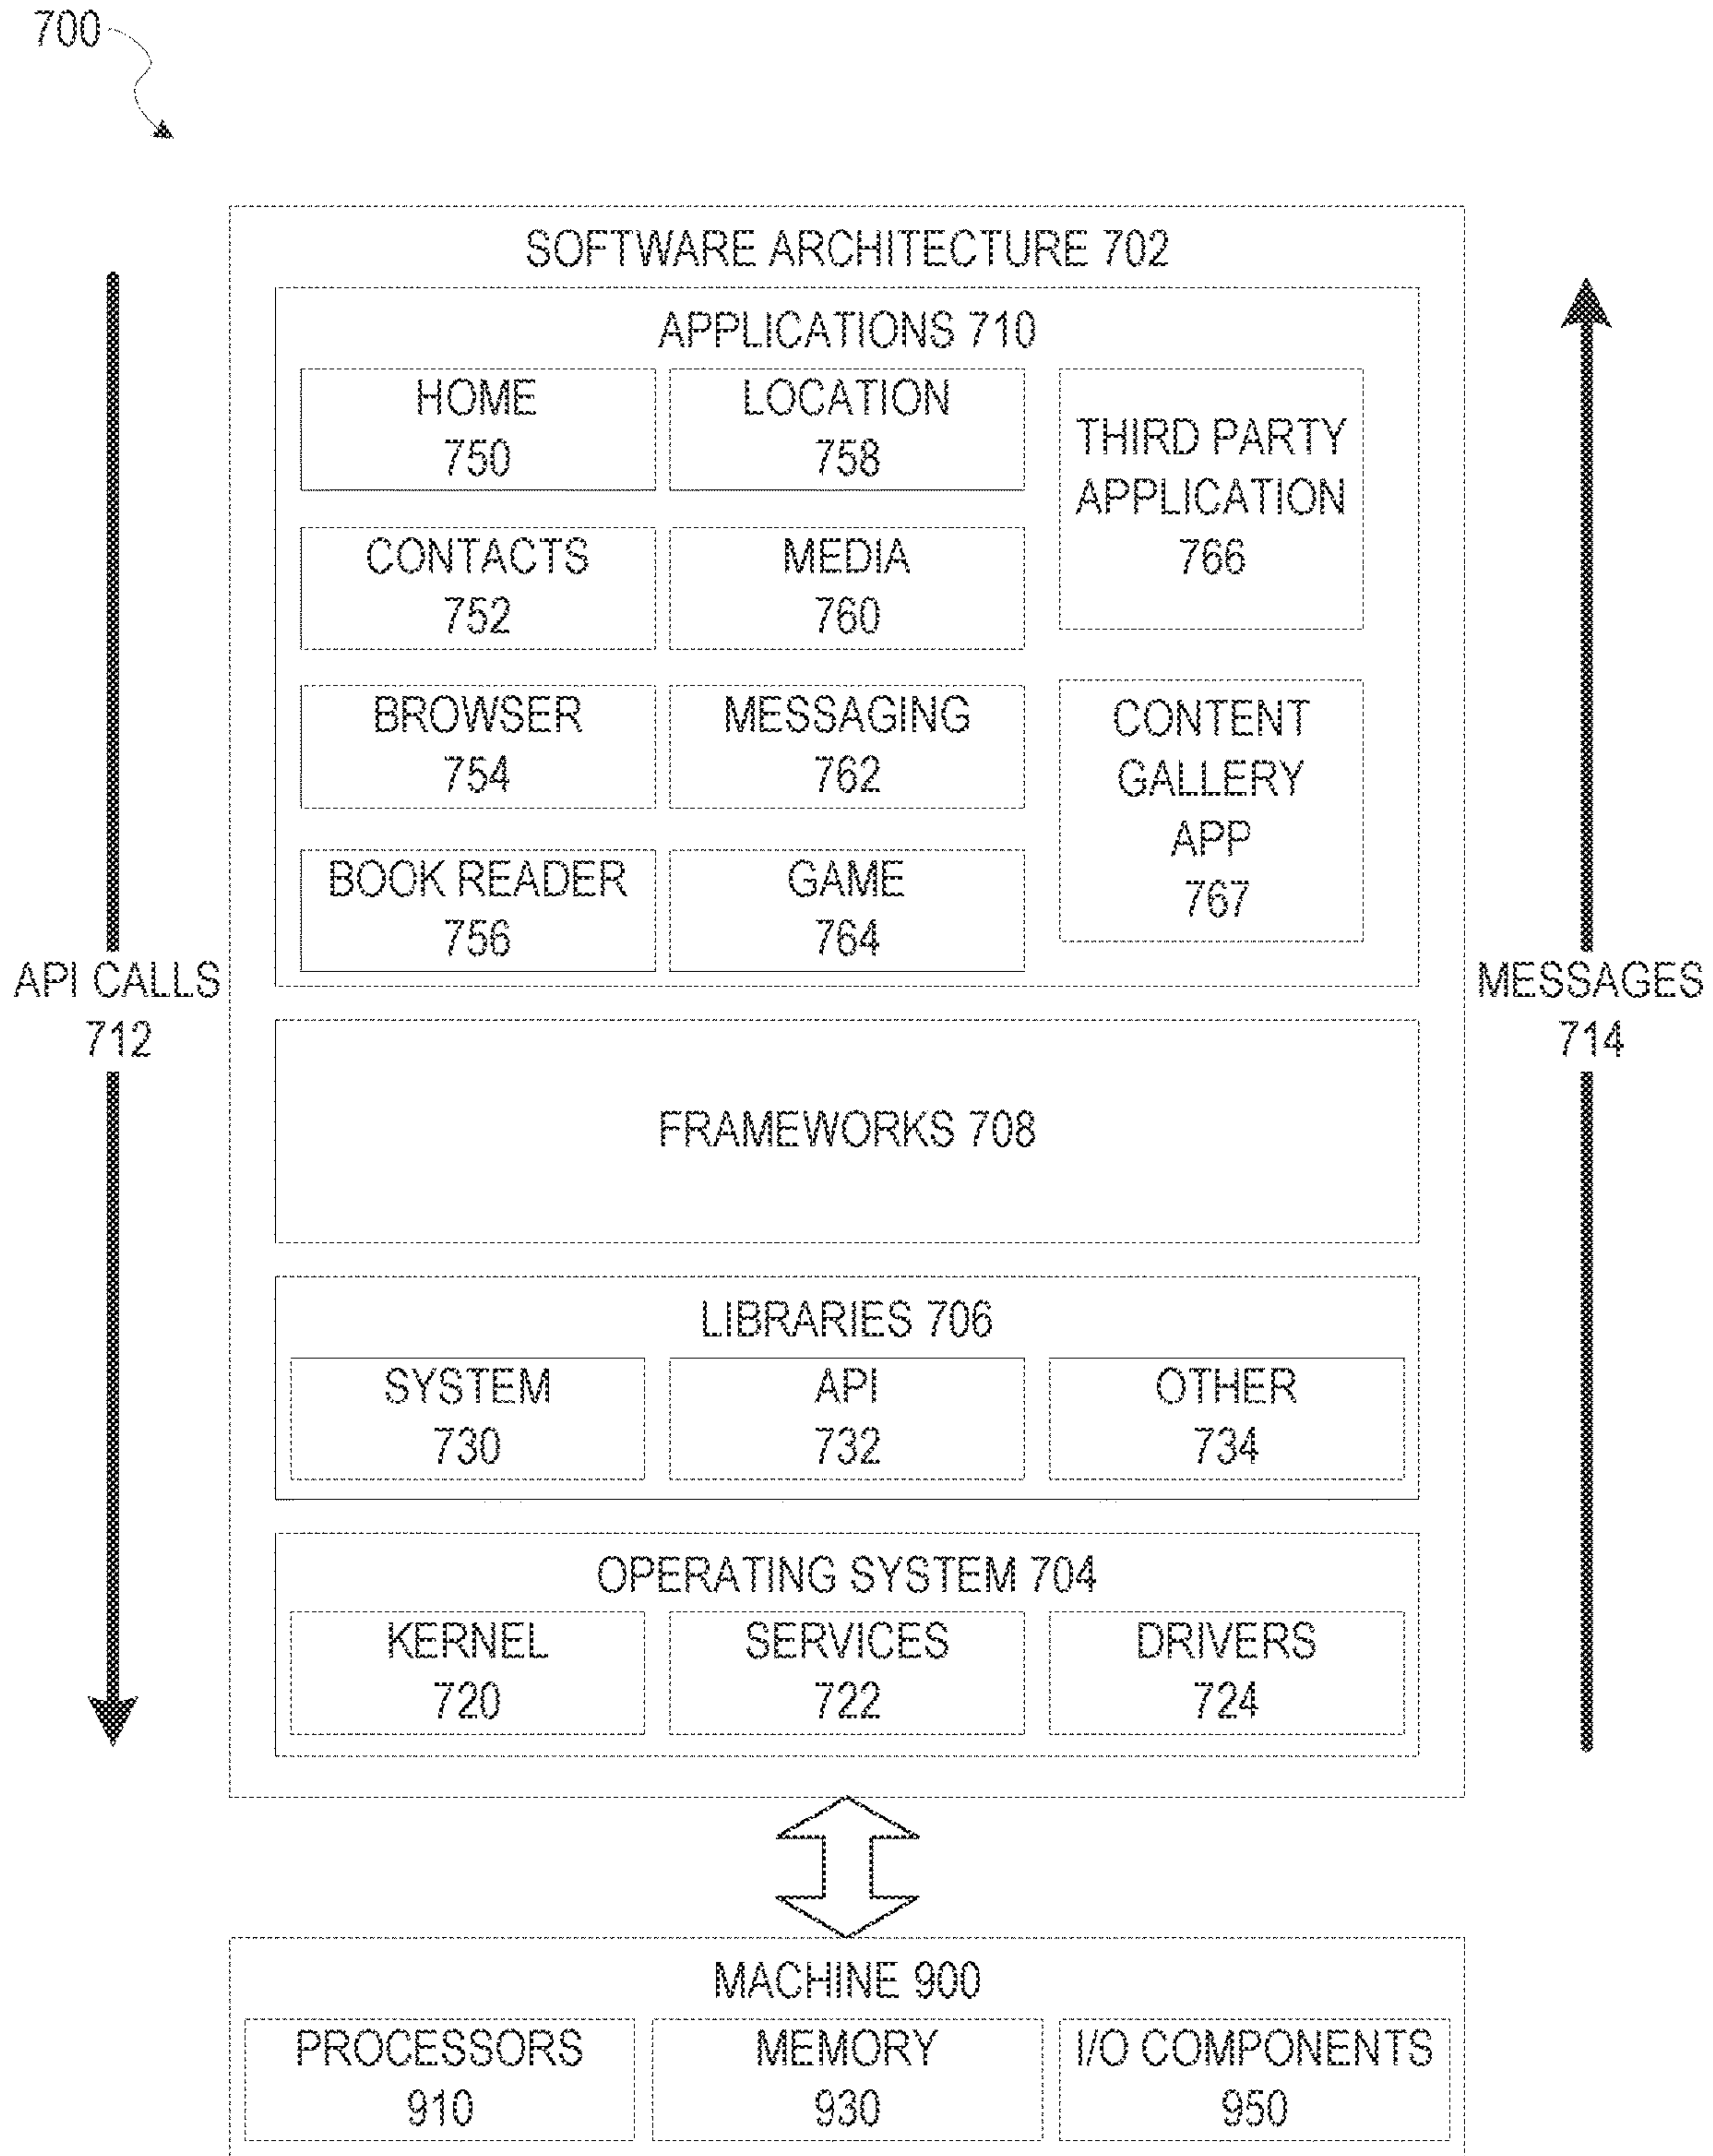 700
SOFTWARE ARCHITECTURE 702
APPLICATIONS 710
HOME
750
LOCATION
758
THIRD PARTY
APPLICATION
766
CONTACTS
752
MEDIA
760
BROWSER
754
MESSAGING
762
CONTENT
GALLERY
APP
767
BOOK READER
756
GAME
764
API CALLS
712
MESSAGES
714
FRAMEWORKS 708
LIBRARIES 706
SYSTEM
730
API
732
OTHER
734
OPERATING SYSTEM 704
KERNEL
720
SERVICES
722
DRIVERS
724
MACHINE 900
PROCESSORS
910
MEMORY
930
I/O COMPONENTS
950